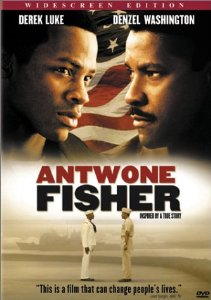 WIDESCREEN EDITION
DEREK LUKE DENZEL WASHINGTON
ANTWONE
FISHER
INSPIRED BY A TRUE STORY
"This is a film that can change people's lives."
DVD